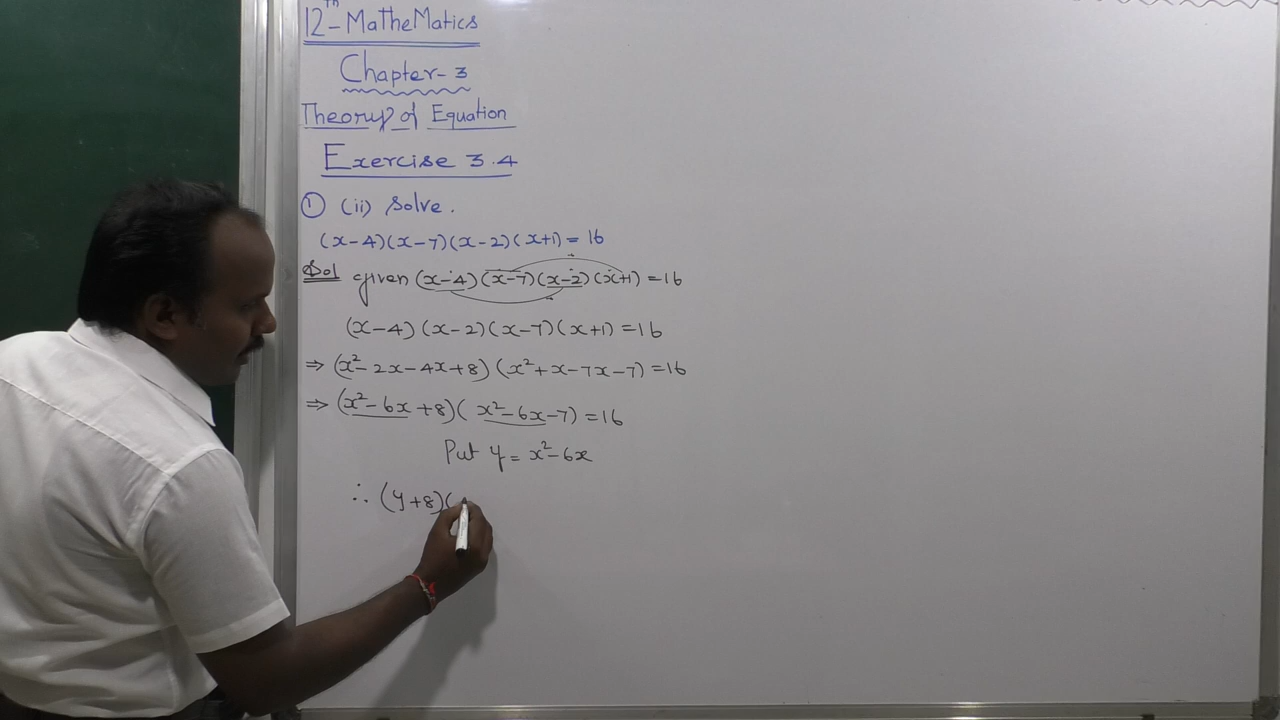 12th - MatheMatics
Chapter - 3
Theory of Equation
Exercise 3.4
① (ii) Solve.
(x-4)(x-7)(x-2)(x+1) = 16
Sol given (x-4)(x-7)(x-2)(x+1) = 16
(x-4)(x-2)(x-7)(x+1) = 16
⇒ (x²-2x-4x+8)(x²+x-7x-7) = 16
⇒ (x²-6x+8)(x²-6x-7) = 16
Put y = x²-6x
∴ (y+8)(